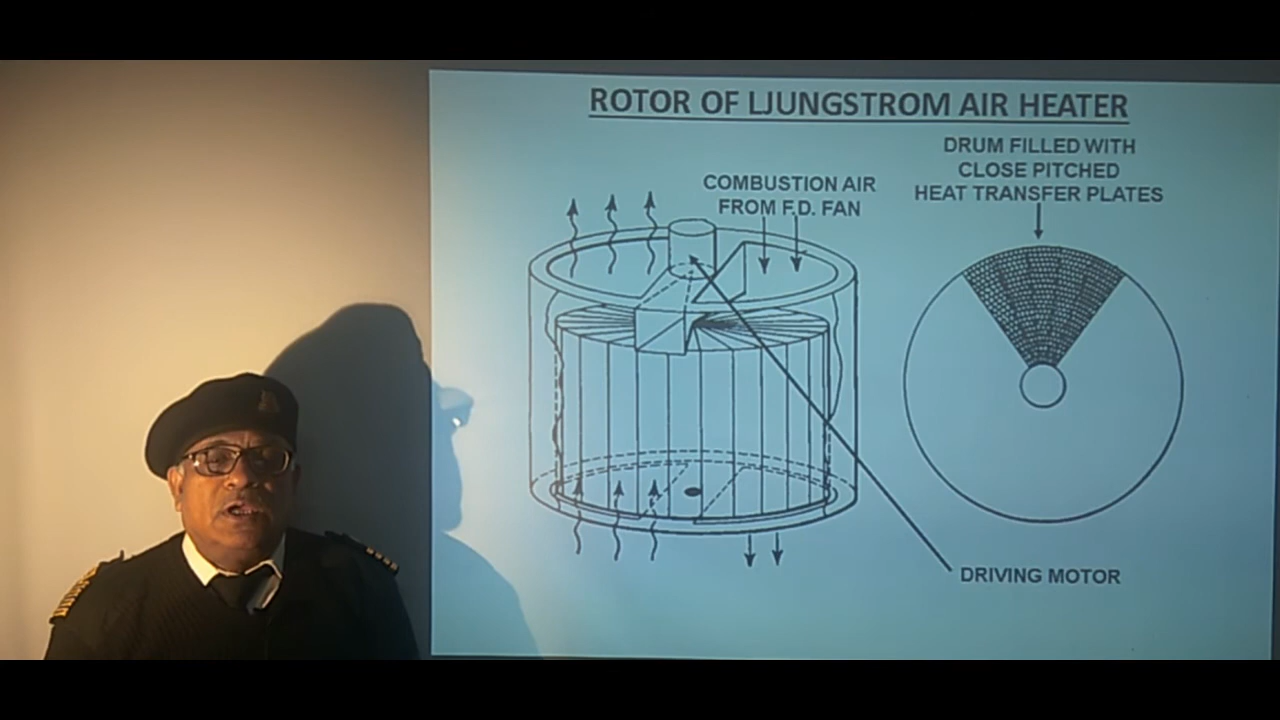 ROTOR OF LJUNGSTROM AIR HEATER
DRUM FILLED WITH
CLOSE PITCHED
HEAT TRANSFER PLATES
COMBUSTION AIR
FROM F.D. FAN
DRIVING MOTOR